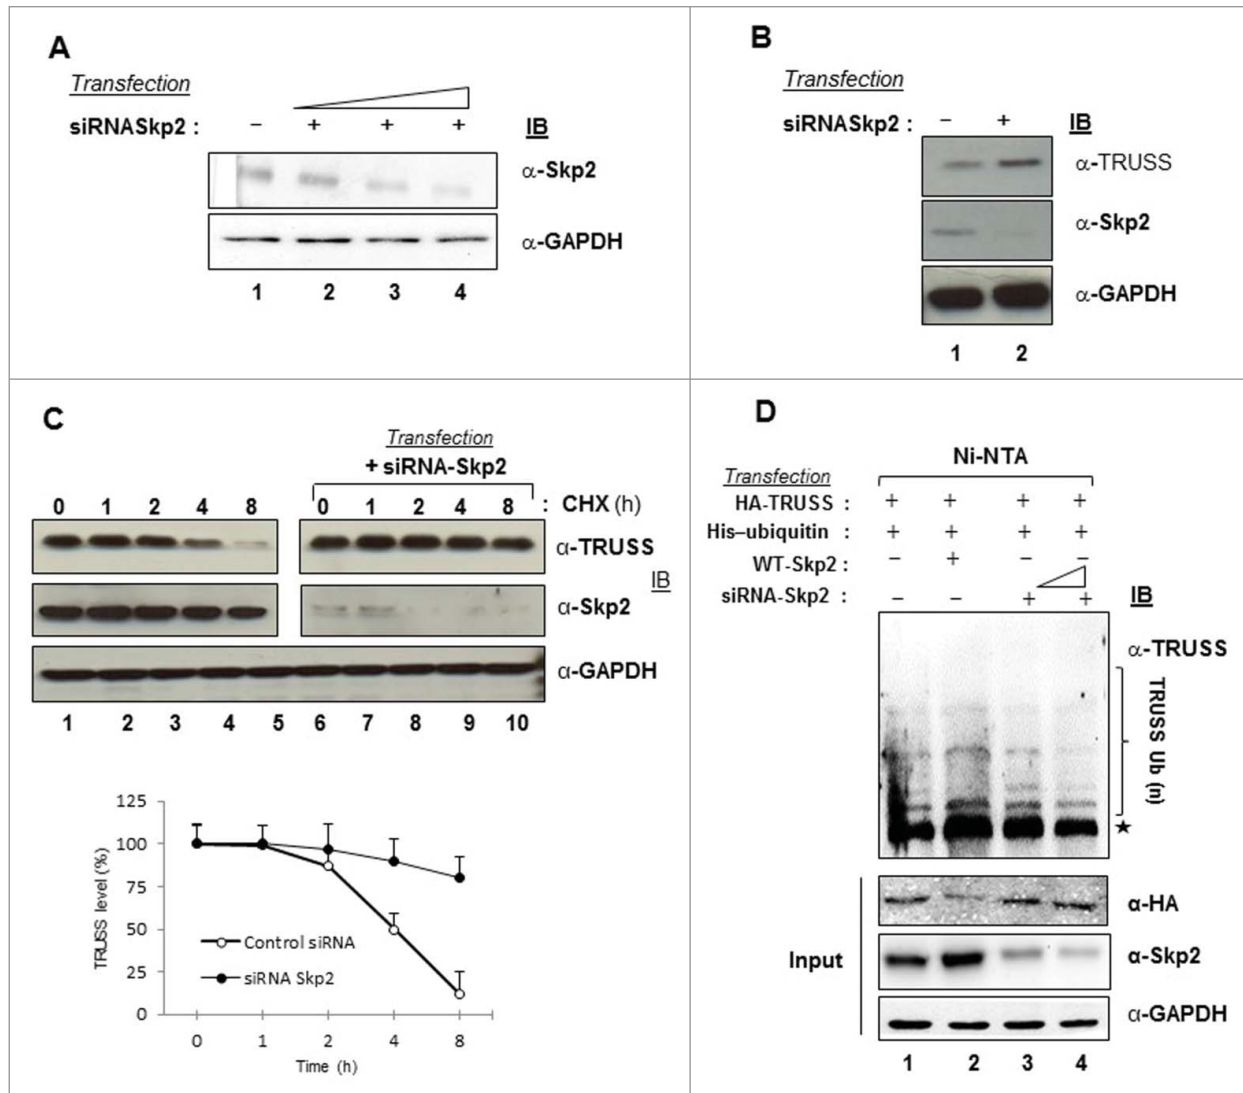 A
Transfection
siRNASkp2 : − + + + IB
α-Skp2
α-GAPDH
1 2 3 4
B
Transfection
siRNASkp2 : − + IB
α-TRUSS
α-Skp2
α-GAPDH
1 2
C
Transfection
+ siRNA-Skp2
0 1 2 4 8 0 1 2 4 8 : CHX (h)
α-TRUSS
IB
α-Skp2
α-GAPDH
1 2 3 4 5 6 7 8 9 10
125
100
75
50
25
0
TRUSS level (%)
Control siRNA
siRNA Skp2
0 1 2 4 8
Time (h)
D
Ni-NTA
Transfection
HA-TRUSS : + + + +
His–ubiquitin : + + + +
WT-Skp2 : − + − −
siRNA-Skp2 : − − + + IB
α-TRUSS
TRUSS Ub (n)
★
Input
α-HA
α-Skp2
α-GAPDH
1 2 3 4